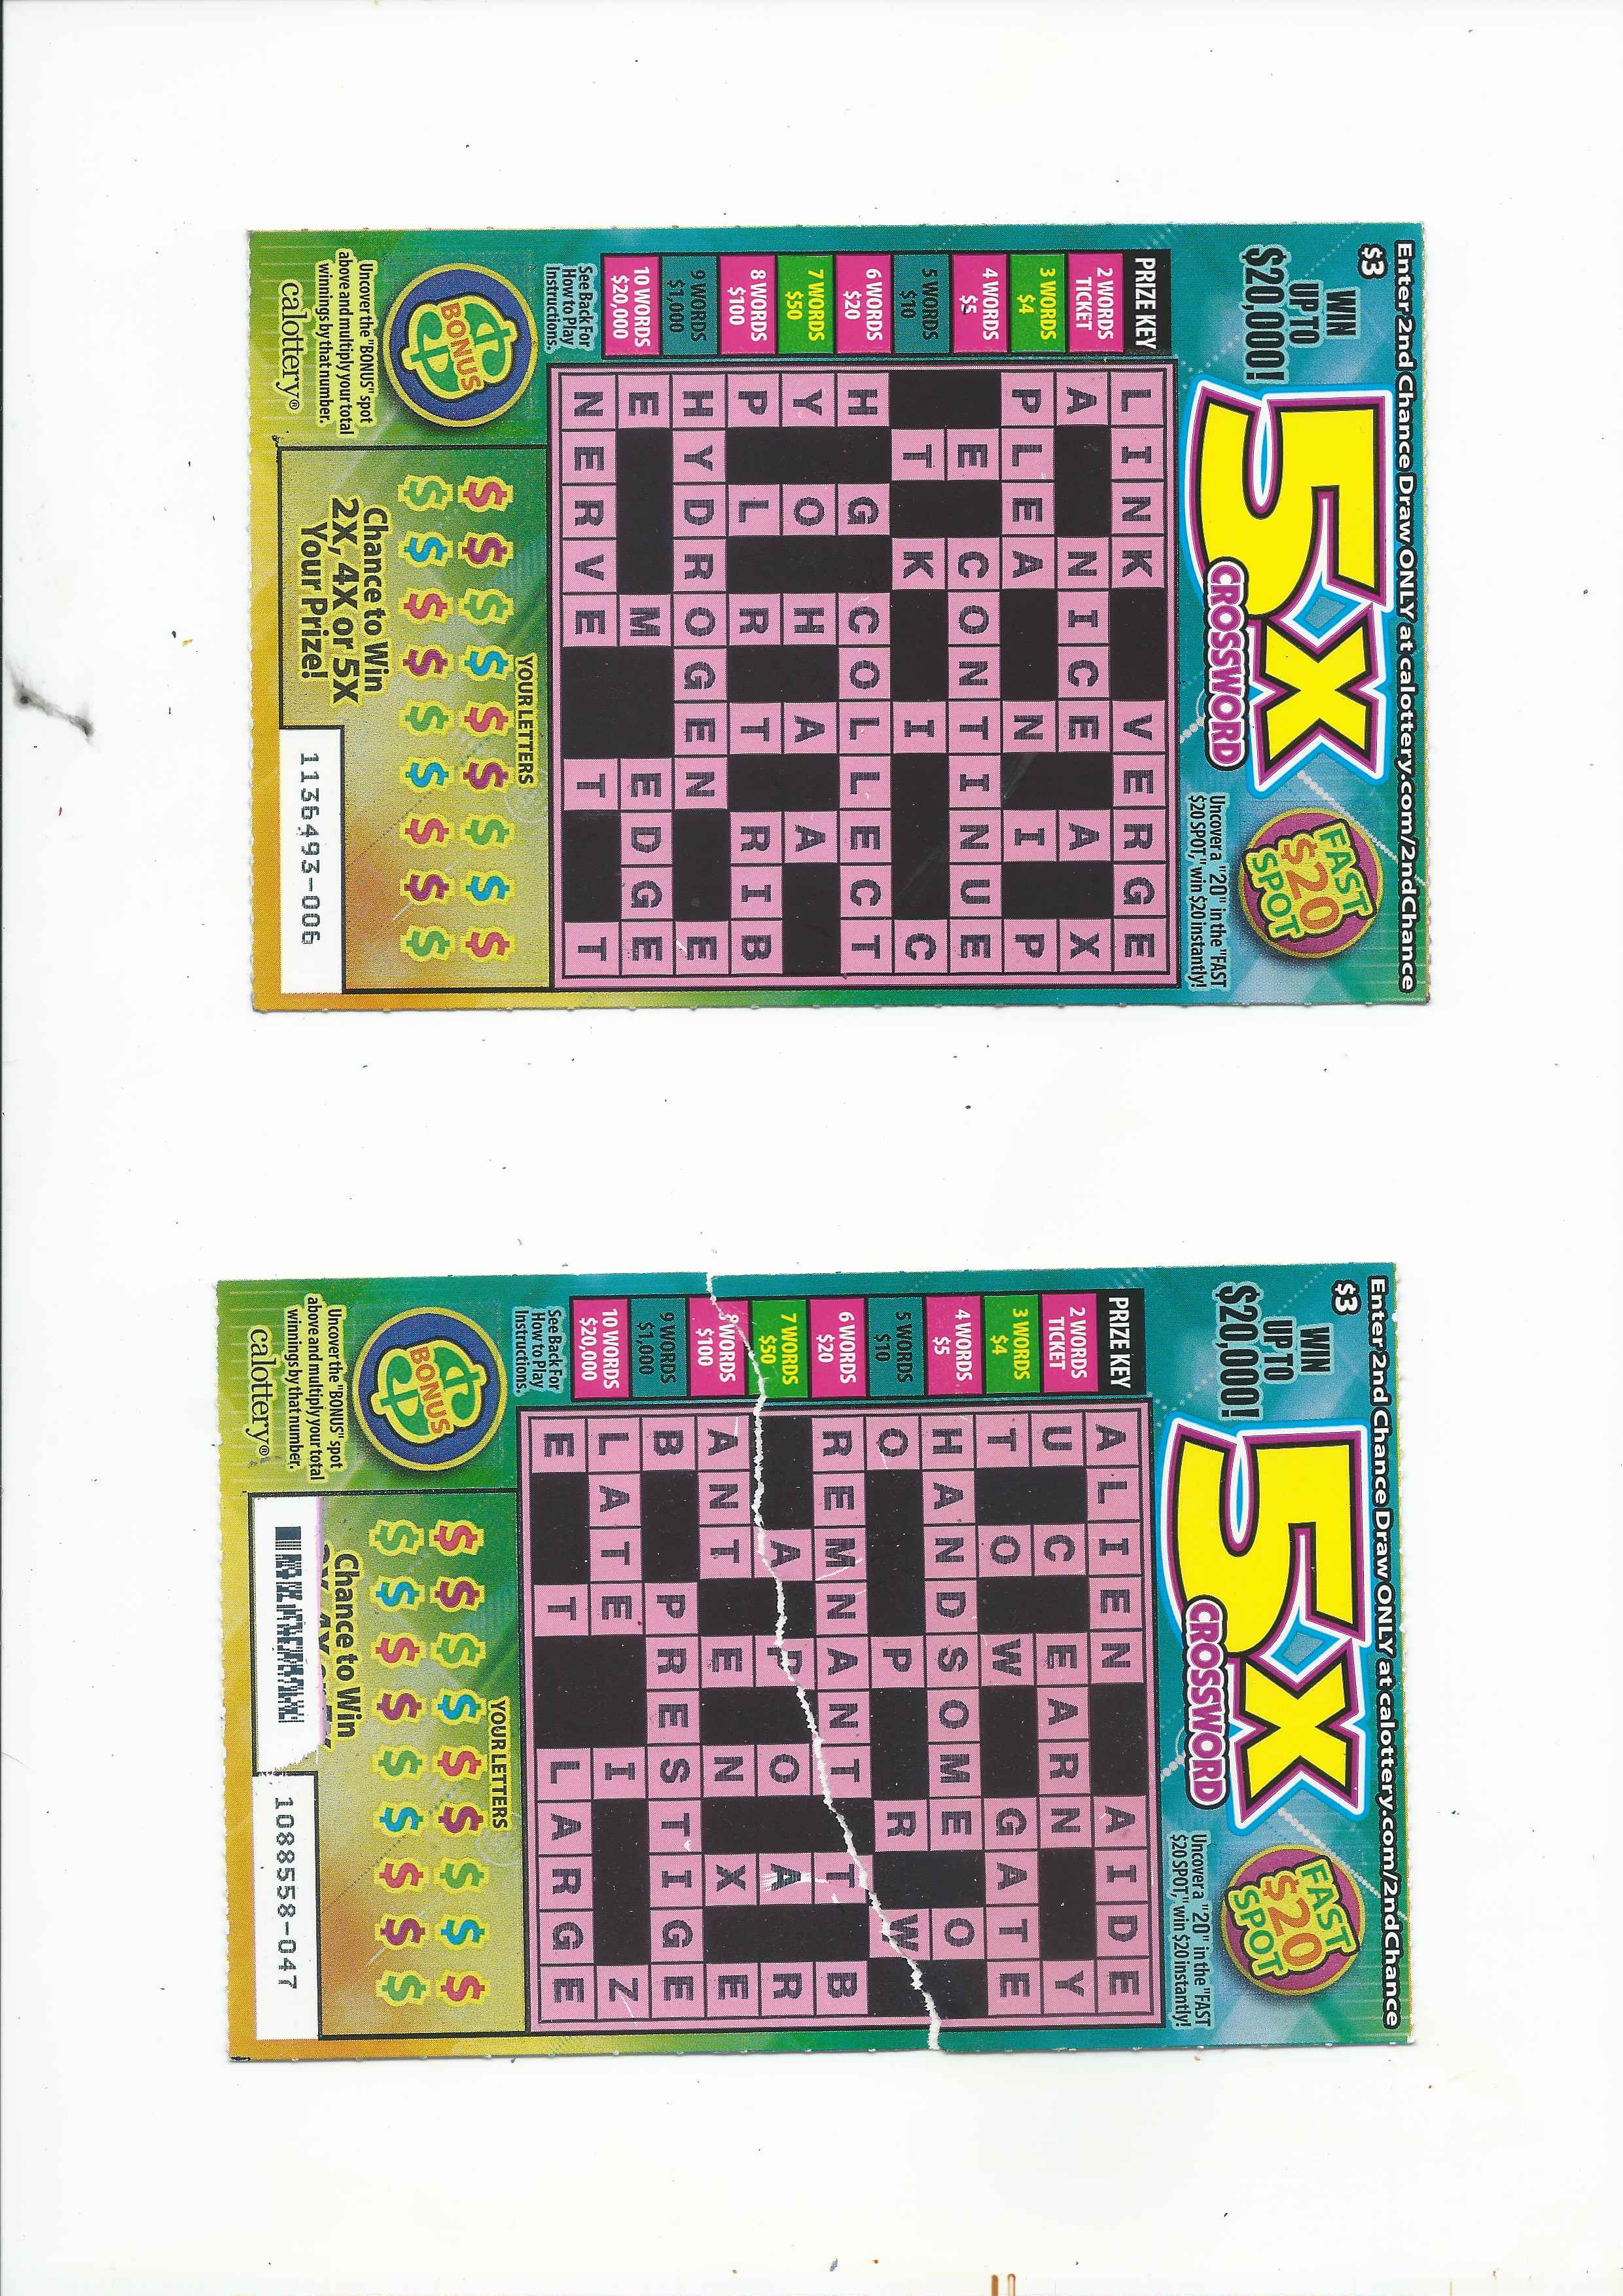 Enter 2nd Chance Draw ONLY at calottery.com/2ndChance
$3
WIN
UP TO
$20,000!
5X
CROSSWORD
FAST
$20
SPOT
Uncover a "20" in the "FAST
$20 SPOT," win $20 instantly!
PRIZE KEY
2 WORDS
TICKET
3 WORDS
$4
4 WORDS
$5
5 WORDS
$10
6 WORDS
$20
7 WORDS
$50
8 WORDS
$100
9 WORDS
$1,000
10 WORDS
$20,000
See Back For
How to Play
Instructions.
L I N K V E R G E
A N I C E A X
P L E A N I P
E C O N T I N U E
T K I C
H G C O L L E C T
Y O H A A
P L R T R I B
H Y D R O G E N E
E M E D G E
N E R V E T T
BONUS
$
Uncover the "BONUS" spot
above and multiply your total
winnings by that number.
calottery®
YOUR LETTERS
$ $ $ $ $ $ $ $ $
$ $ $ $ $ $ $ $ $
Chance to Win
2X, 4X or 5X
Your Prize!
1136493-006
Enter 2nd Chance Draw ONLY at calottery.com/2ndChance
$3
WIN
UP TO
$20,000!
5X
CROSSWORD
FAST
$20
SPOT
Uncover a "20" in the "FAST
$20 SPOT," win $20 instantly!
PRIZE KEY
2 WORDS
TICKET
3 WORDS
$4
4 WORDS
$5
5 WORDS
$10
6 WORDS
$20
7 WORDS
$50
8 WORDS
$100
9 WORDS
$1,000
10 WORDS
$20,000
See Back For
How to Play
Instructions.
A L I E N A I D E
U C E A R N Y
T O W G A T E
H A N D S O M E O
O P R W
R E M N A N T T B
A P O A R
A N T E N X E
B P R E S T I G E
L A T E I Z
E T L A R G E
BONUS
$
Uncover the "BONUS" spot
above and multiply your total
winnings by that number.
calottery®
YOUR LETTERS
$ $ $ $ $ $ $ $ $
$ $ $ $ $ $ $ $ $
Chance to Win
1088558-047